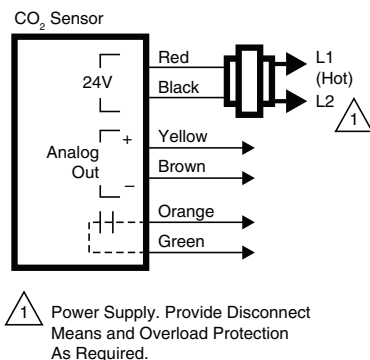 CO2 Sensor
Red
L1
(Hot)
24V
Black
L2
1
Yellow
+
Analog
Out
Brown
–
Orange
Green
1 Power Supply. Provide Disconnect
Means and Overload Protection
As Required.